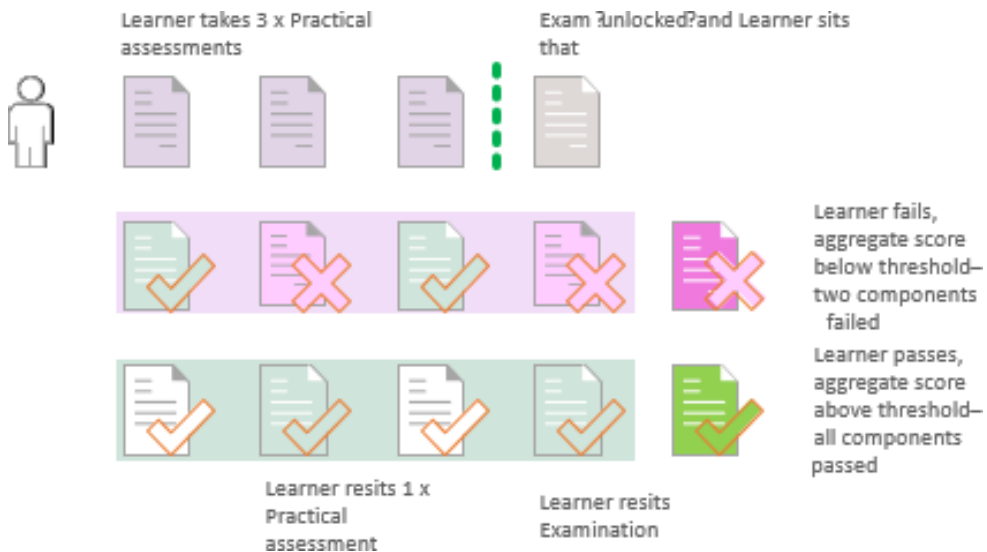 Learner takes 3 x Practical
assessments
Exam ?unlocked?and Learner sits
that
Learner fails,
aggregate score
below threshold–
two components
failed
Learner passes,
aggregate score
above threshold–
all components
passed
Learner resits 1 x
Practical
assessment
Learner resits
Examination